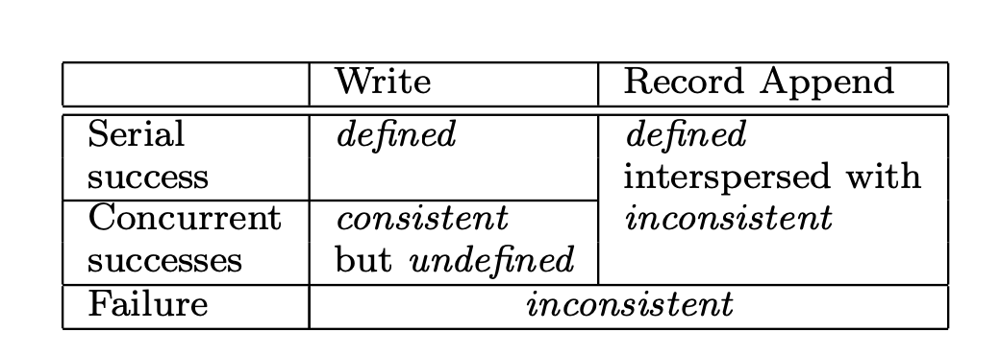 Write Record Append
Serial defined defined
success interspersed with
Concurrent consistent inconsistent
successes but undefined
Failure inconsistent